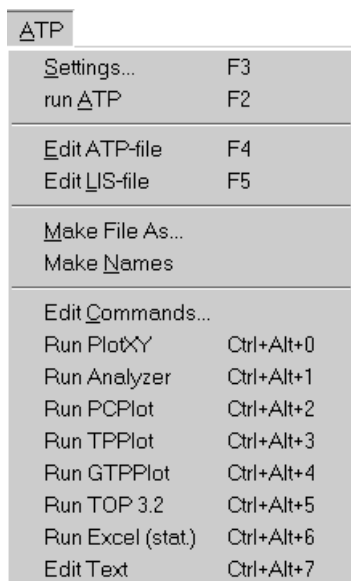 ATP
Settings... F3
run ATP F2
Edit ATP-file F4
Edit LIS-file F5
Make File As...
Make Names
Edit Commands...
Run PlotXY Ctrl+Alt+0
Run Analyzer Ctrl+Alt+1
Run PCPlot Ctrl+Alt+2
Run TPPlot Ctrl+Alt+3
Run GTPPlot Ctrl+Alt+4
Run TOP 3.2 Ctrl+Alt+5
Run Excel (stat.) Ctrl+Alt+6
Edit Text Ctrl+Alt+7